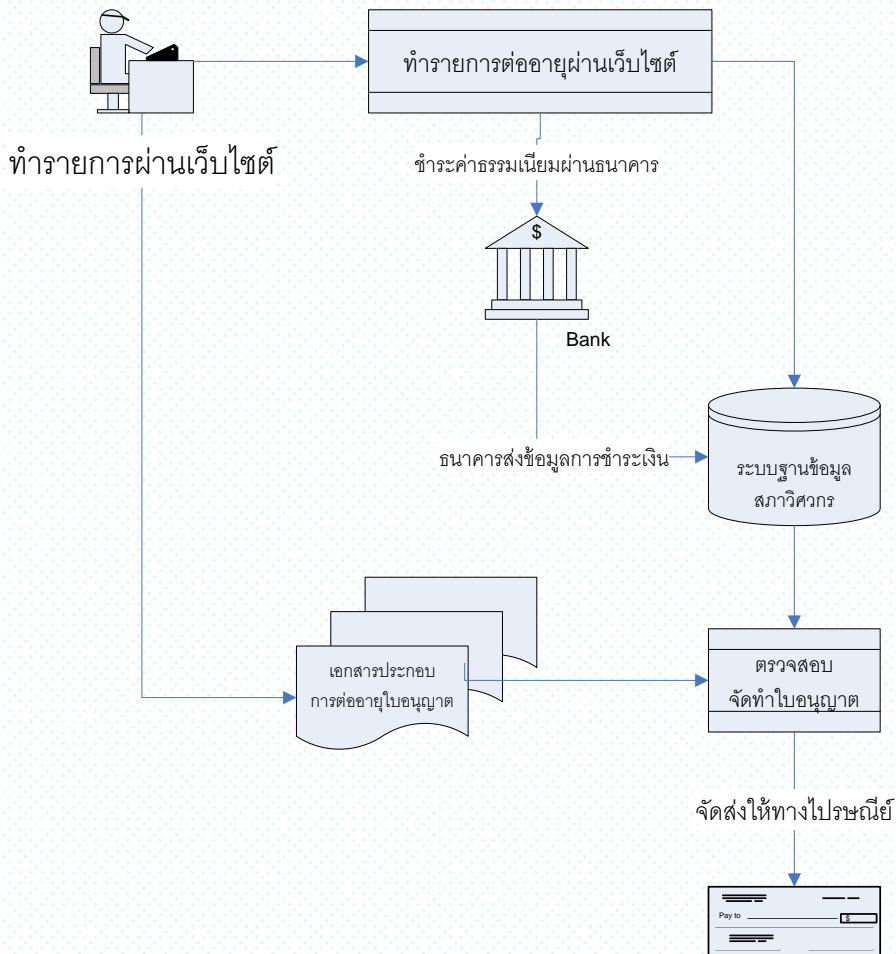 ทำรายการต่ออายุผ่านเว็บไซต์
ทำรายการผ่านเว็บไซต์
ชำระค่าธรรมเนียมผ่านธนาคาร
$
Bank
ธนาคารส่งข้อมูลการชำระเงิน
ระบบฐานข้อมูล
สภาวิศวกร
เอกสารประกอบ
การต่ออายุใบอนุญาต
ตรวจสอบ
จัดทำใบอนุญาต
จัดส่งให้ทางไปรษณีย์
Pay to
$